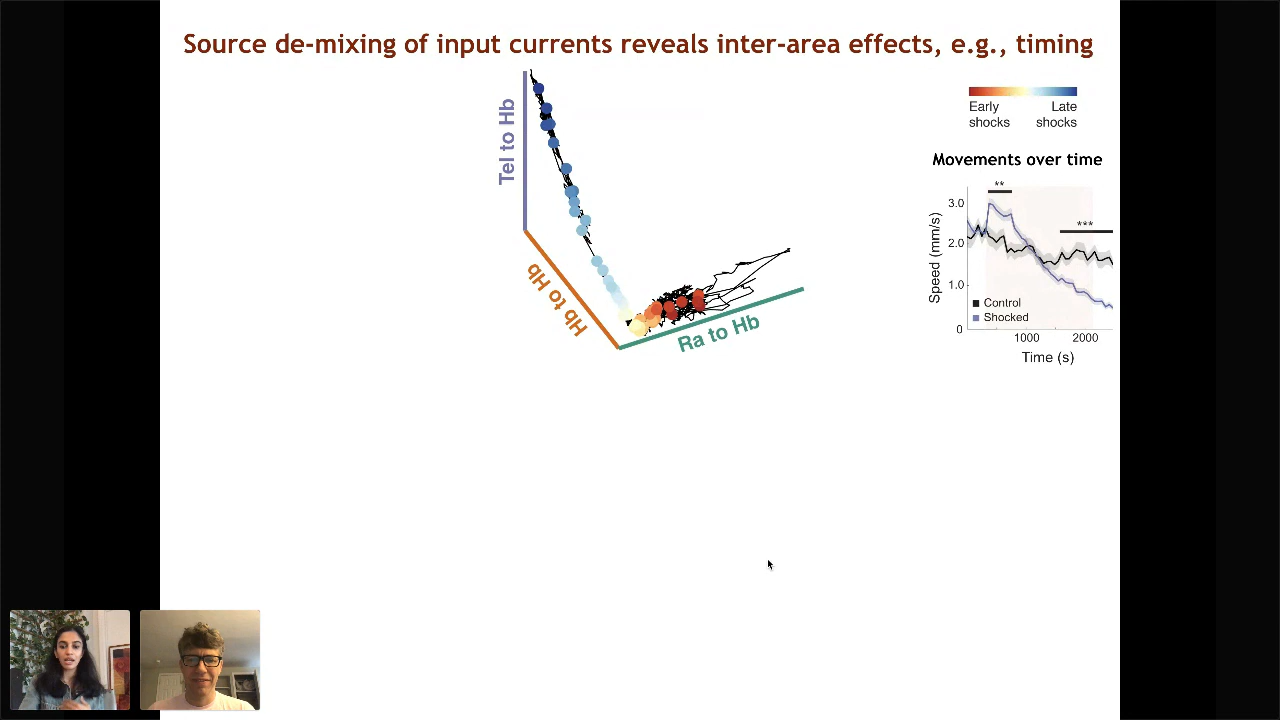 Source de-mixing of input currents reveals inter-area effects, e.g., timing
Tel to Hb
Hb to Hb
Ra to Hb
Early shocks
Late shocks
Movements over time
**
***
3.0
2.0
1.0
0
Speed (mm/s)
Control
Shocked
1000
2000
Time (s)